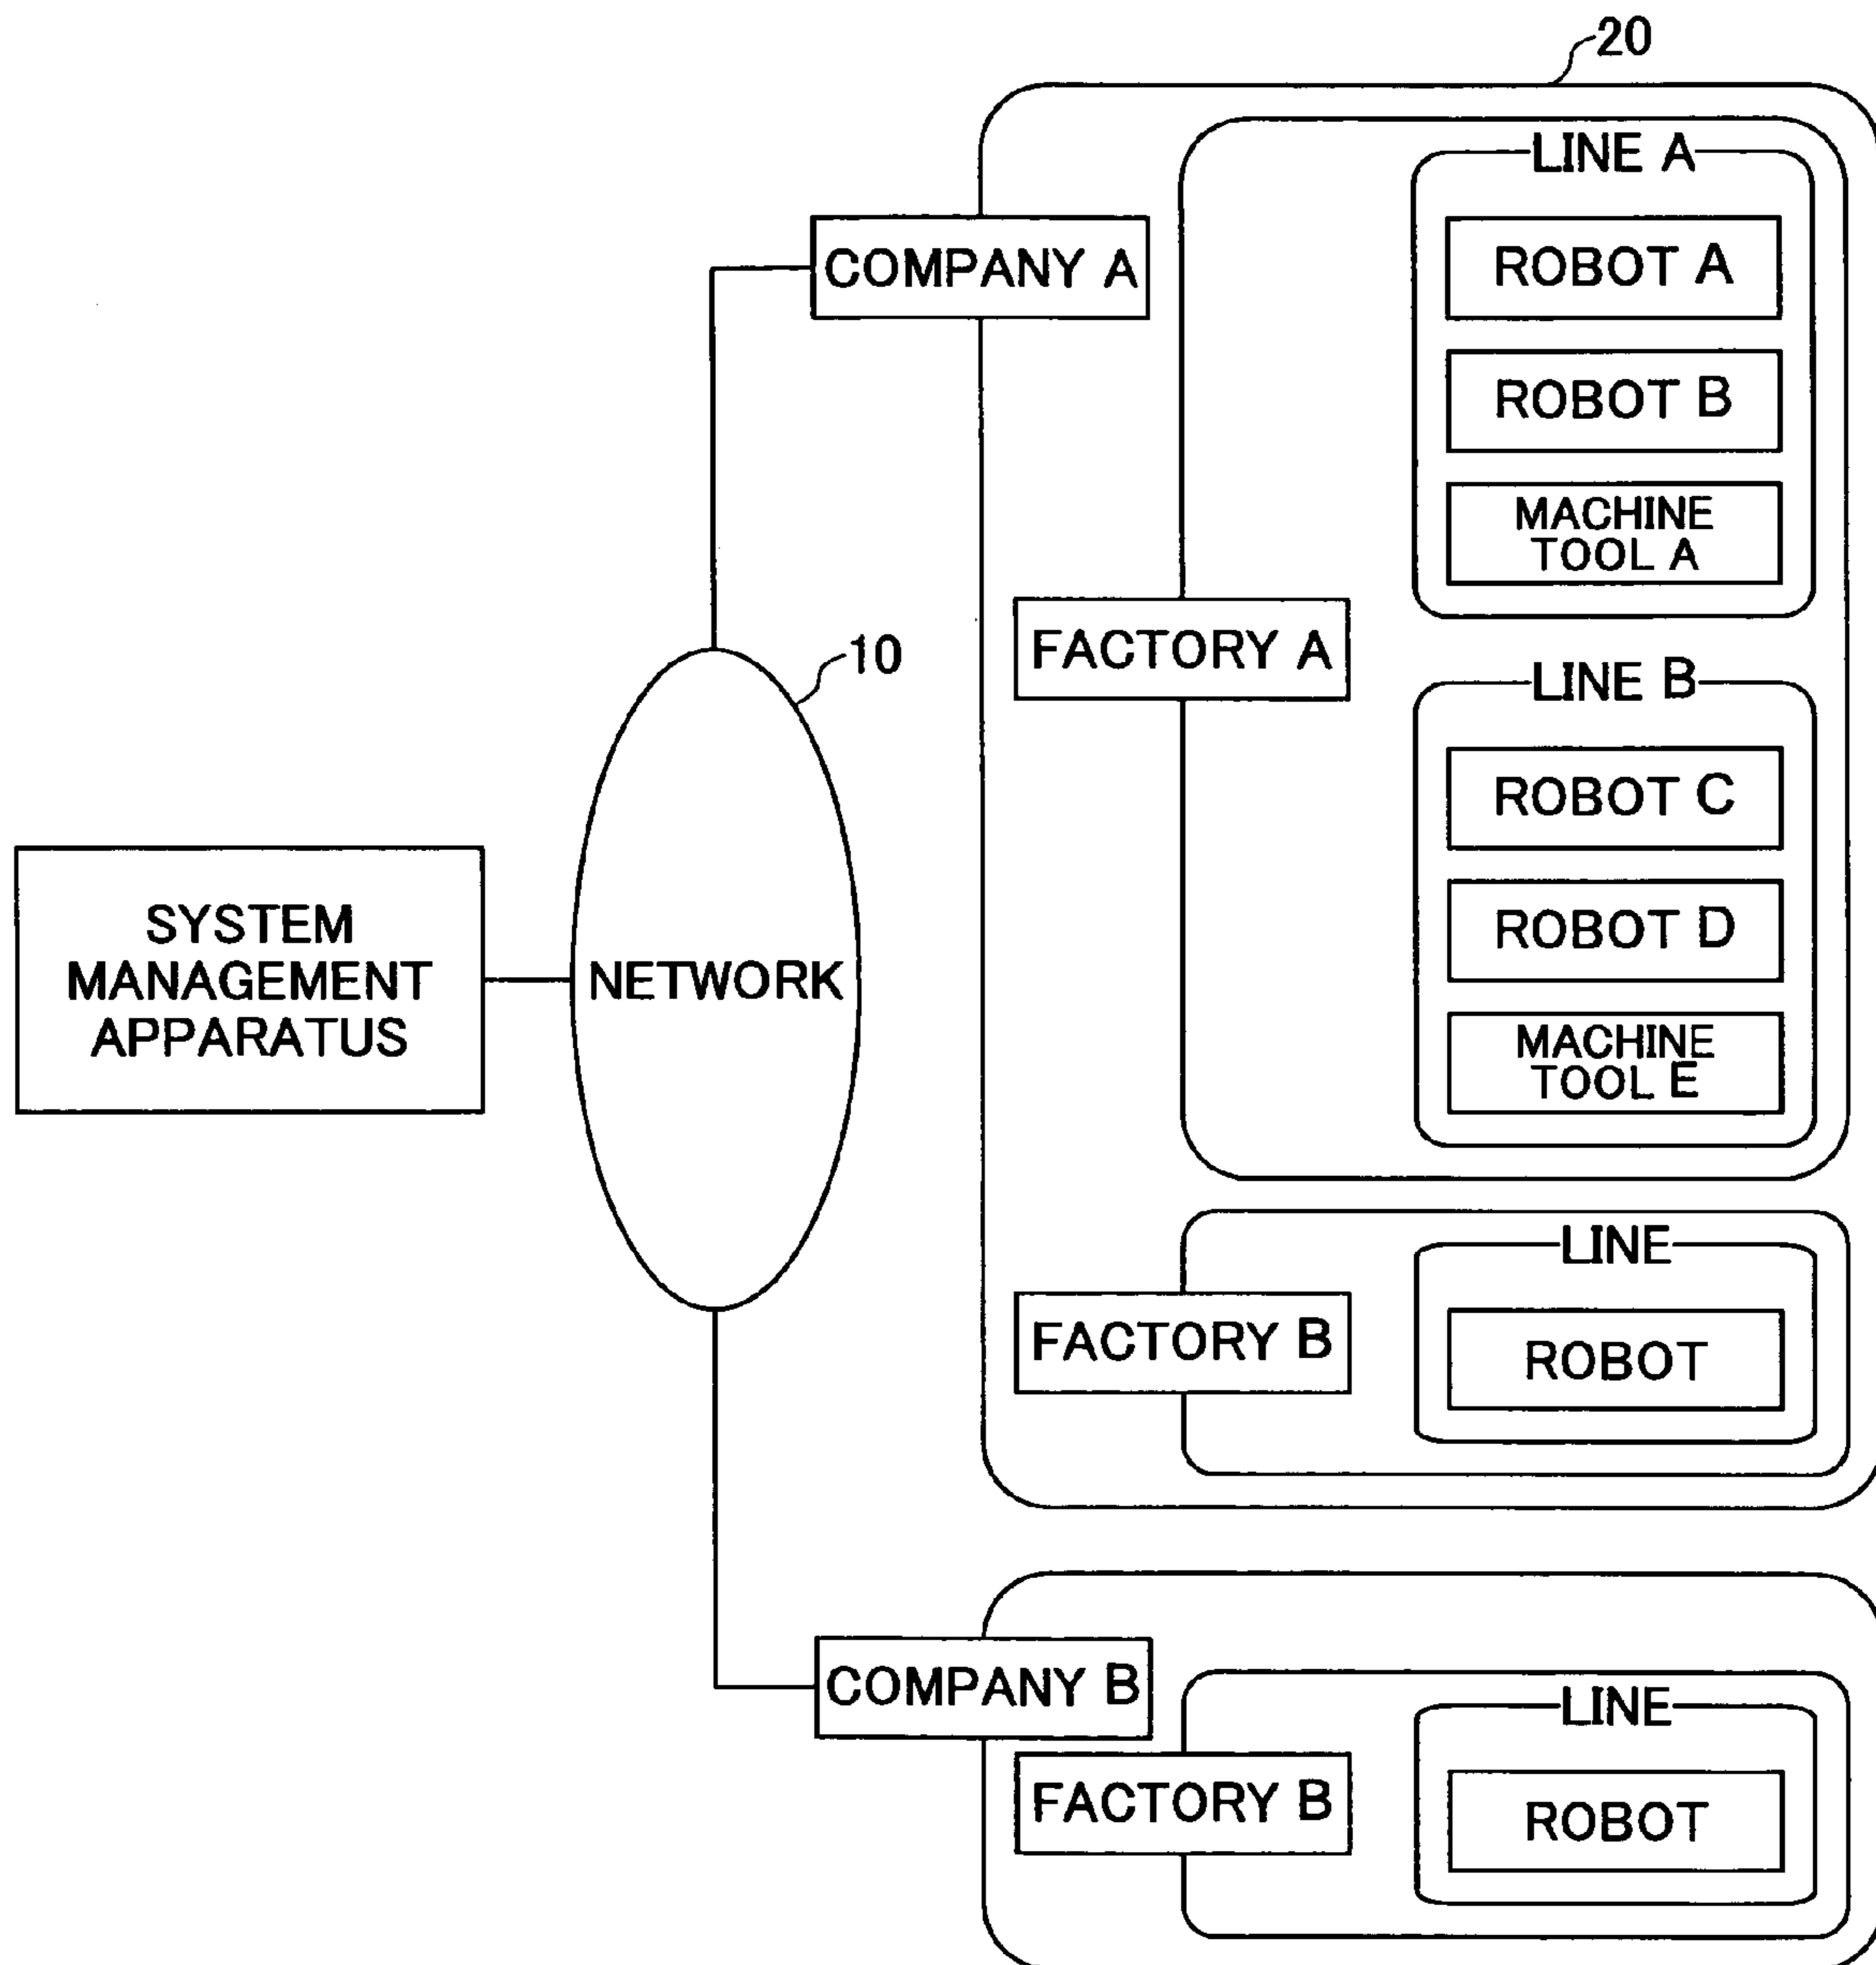 20
LINE A
COMPANY A
ROBOT A
ROBOT B
MACHINE
TOOL A
10
FACTORY A
LINE B
ROBOT C
SYSTEM
MANAGEMENT
APPARATUS
NETWORK
ROBOT D
MACHINE
TOOL E
LINE
FACTORY B
ROBOT
COMPANY B
LINE
FACTORY B
ROBOT